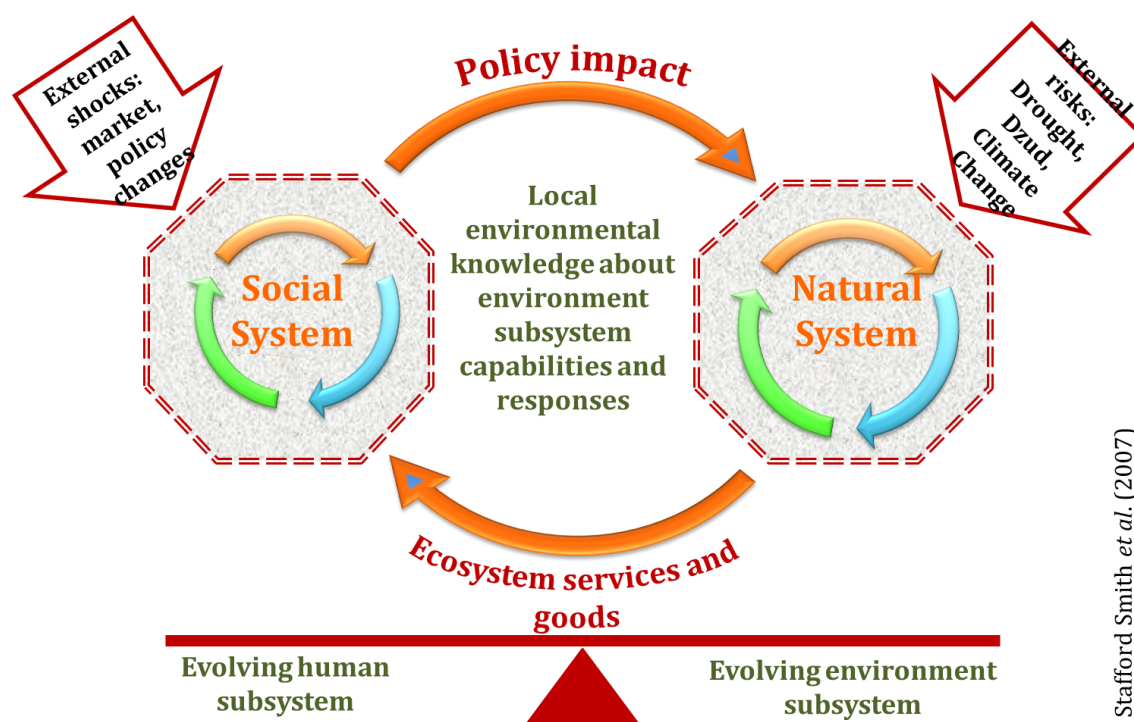 External
shocks:
market,
policy
changes
Policy impact
External
risks:
Drought,
Dzud,
Climate
Change
Social
System
Local
environmental
knowledge about
environment
subsystem
capabilities and
responses
Natural
System
Ecosystem services and
goods
Evolving human
subsystem
Evolving environment
subsystem
Stafford Smith et al. (2007)